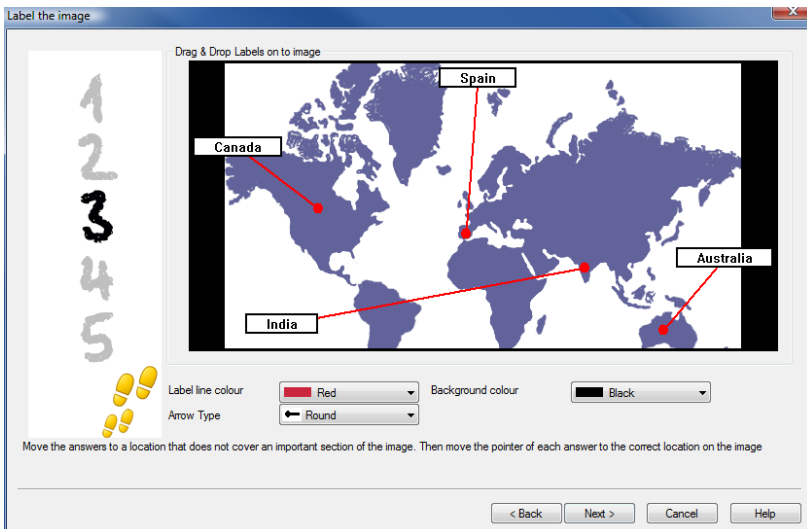 Label the image
1
2
3
4
5
Drag & Drop Labels on to image
Spain
Canada
Australia
India
Label line colour
Red
Background colour
Black
Arrow Type
Round
Move the answers to a location that does not cover an important section of the image. Then move the pointer of each answer to the correct location on the image
< Back
Next >
Cancel
Help